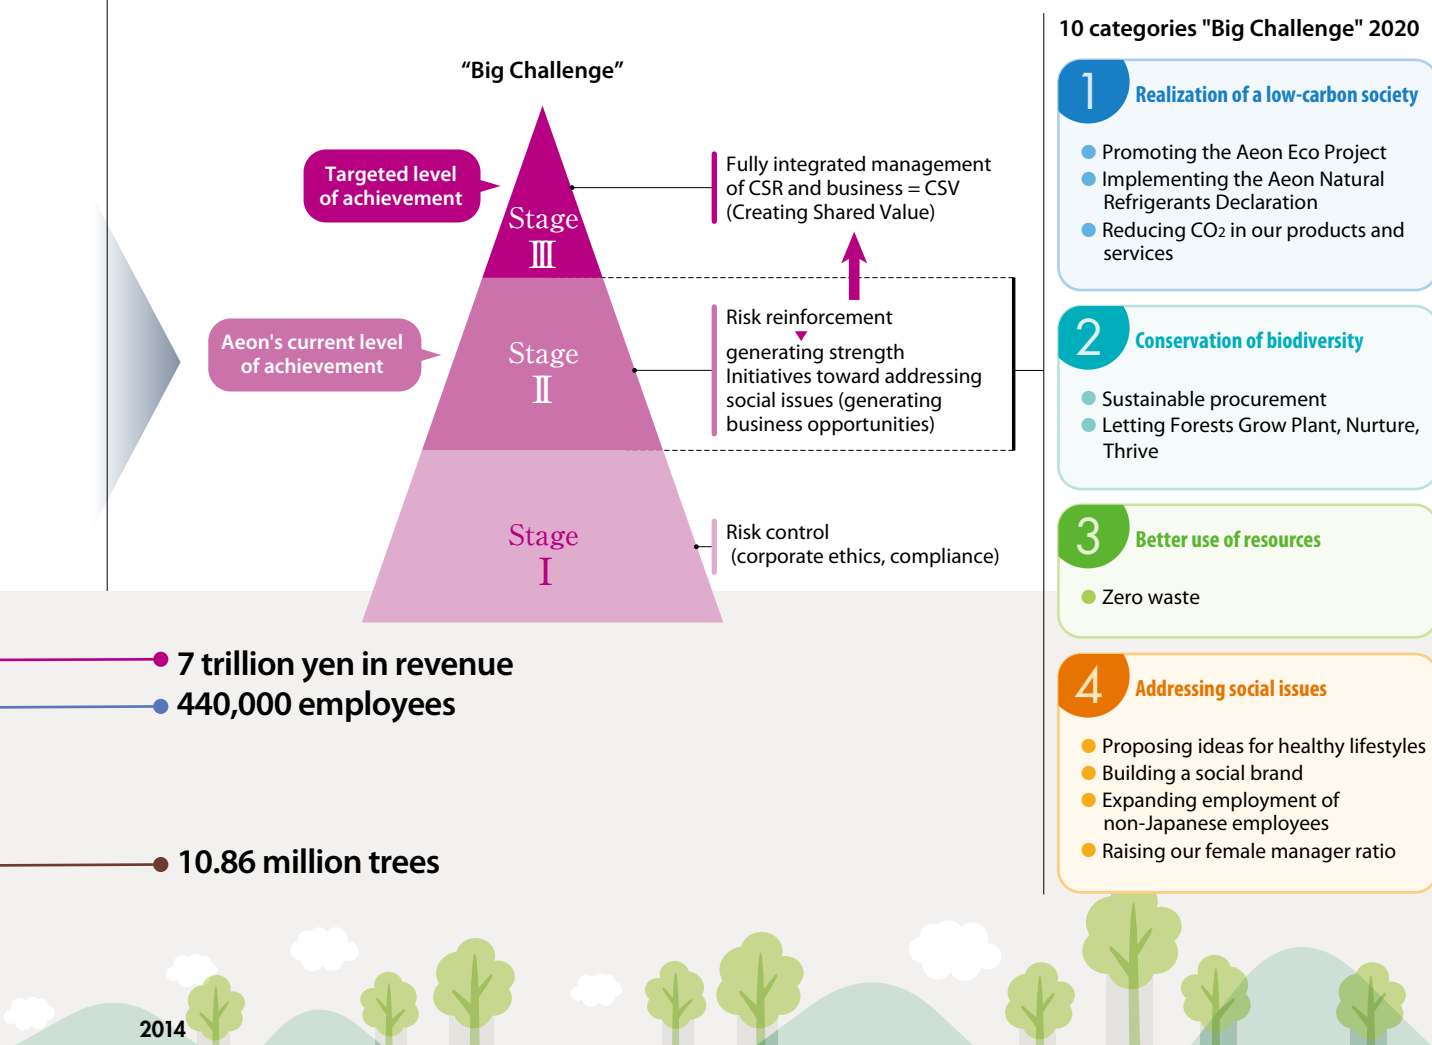 “Big Challenge”
Targeted level
of achievement
Stage
III
Fully integrated management
of CSR and business = CSV
(Creating Shared Value)
Aeon's current level
of achievement
Stage
II
Risk reinforcement
generating strength
Initiatives toward addressing
social issues (generating
business opportunities)
Stage
I
Risk control
(corporate ethics, compliance)
7 trillion yen in revenue
440,000 employees
10.86 million trees
2014
10 categories "Big Challenge" 2020
1 Realization of a low-carbon society
Promoting the Aeon Eco Project
Implementing the Aeon Natural
Refrigerants Declaration
Reducing CO2 in our products and
services
2 Conservation of biodiversity
Sustainable procurement
Letting Forests Grow Plant, Nurture,
Thrive
3 Better use of resources
Zero waste
4 Addressing social issues
Proposing ideas for healthy lifestyles
Building a social brand
Expanding employment of
non-Japanese employees
Raising our female manager ratio